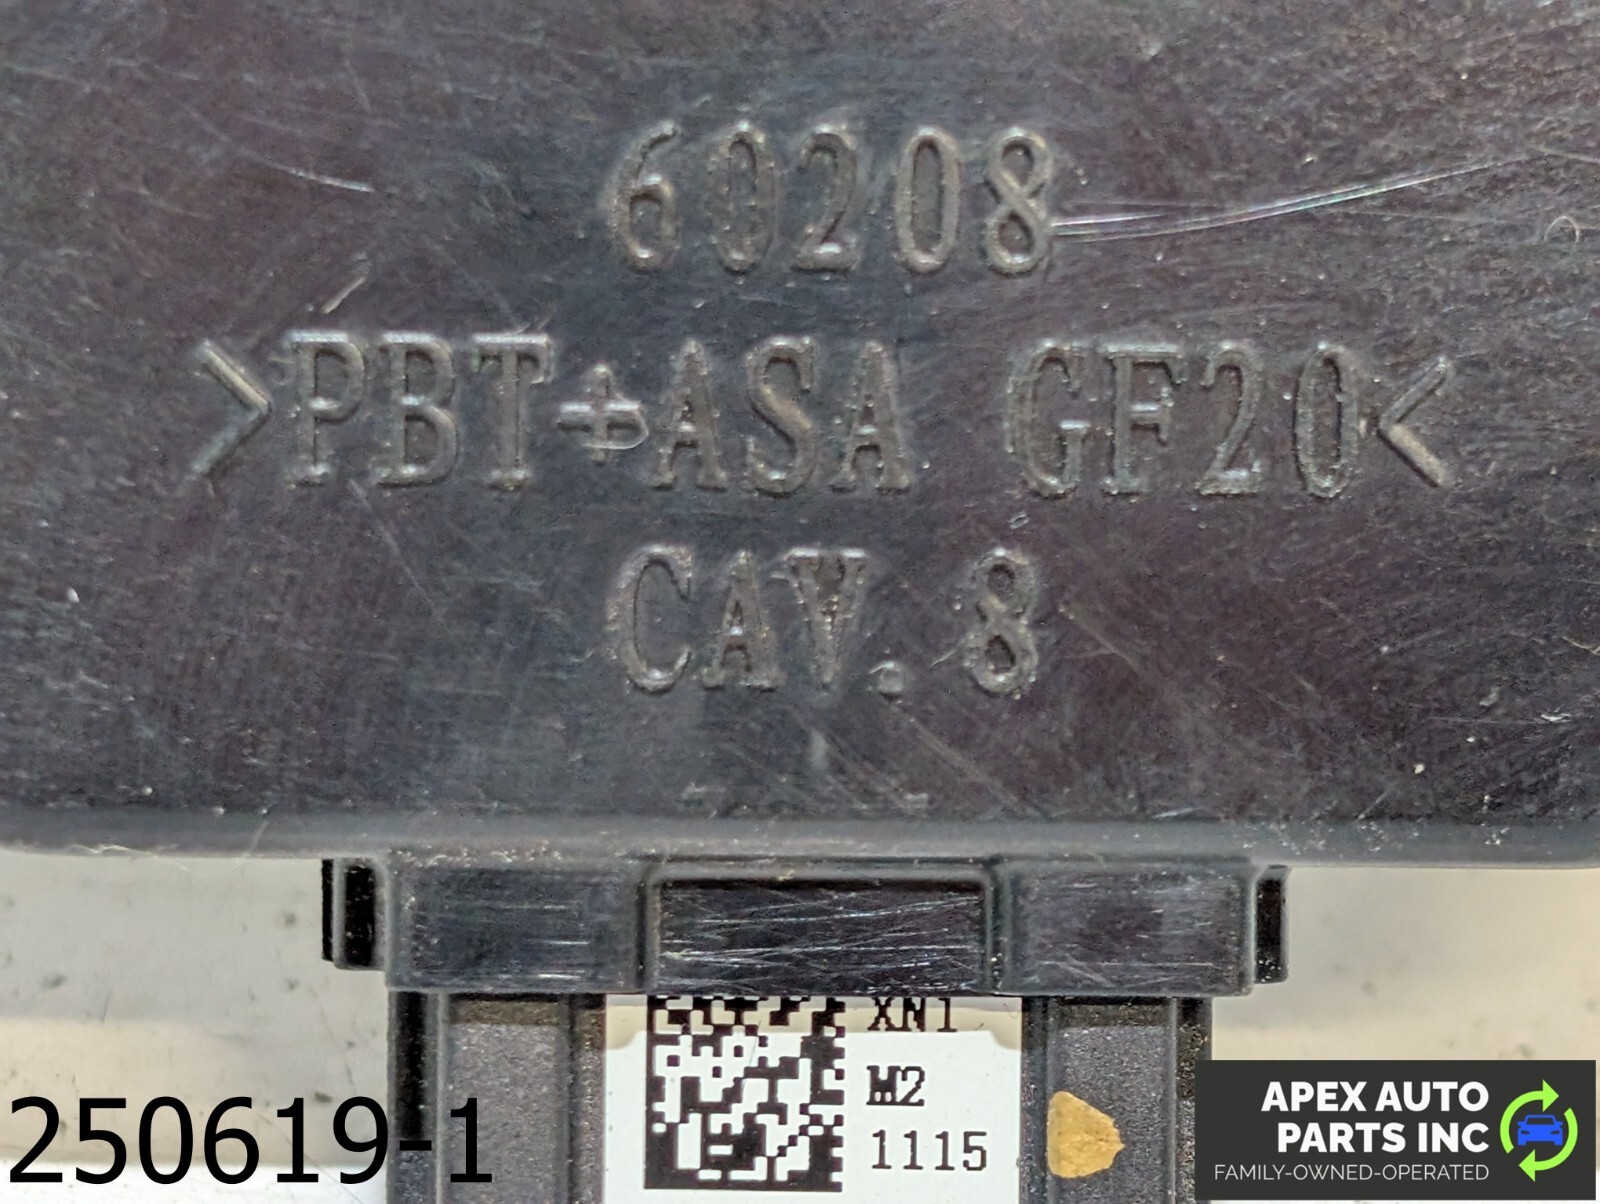 60208
>PBT+ASA GF20<
CAV.8
XN1
M2
1115
250619-1
APEX AUTO
PARTS INC
FAMILY-OWNED-OPERATED